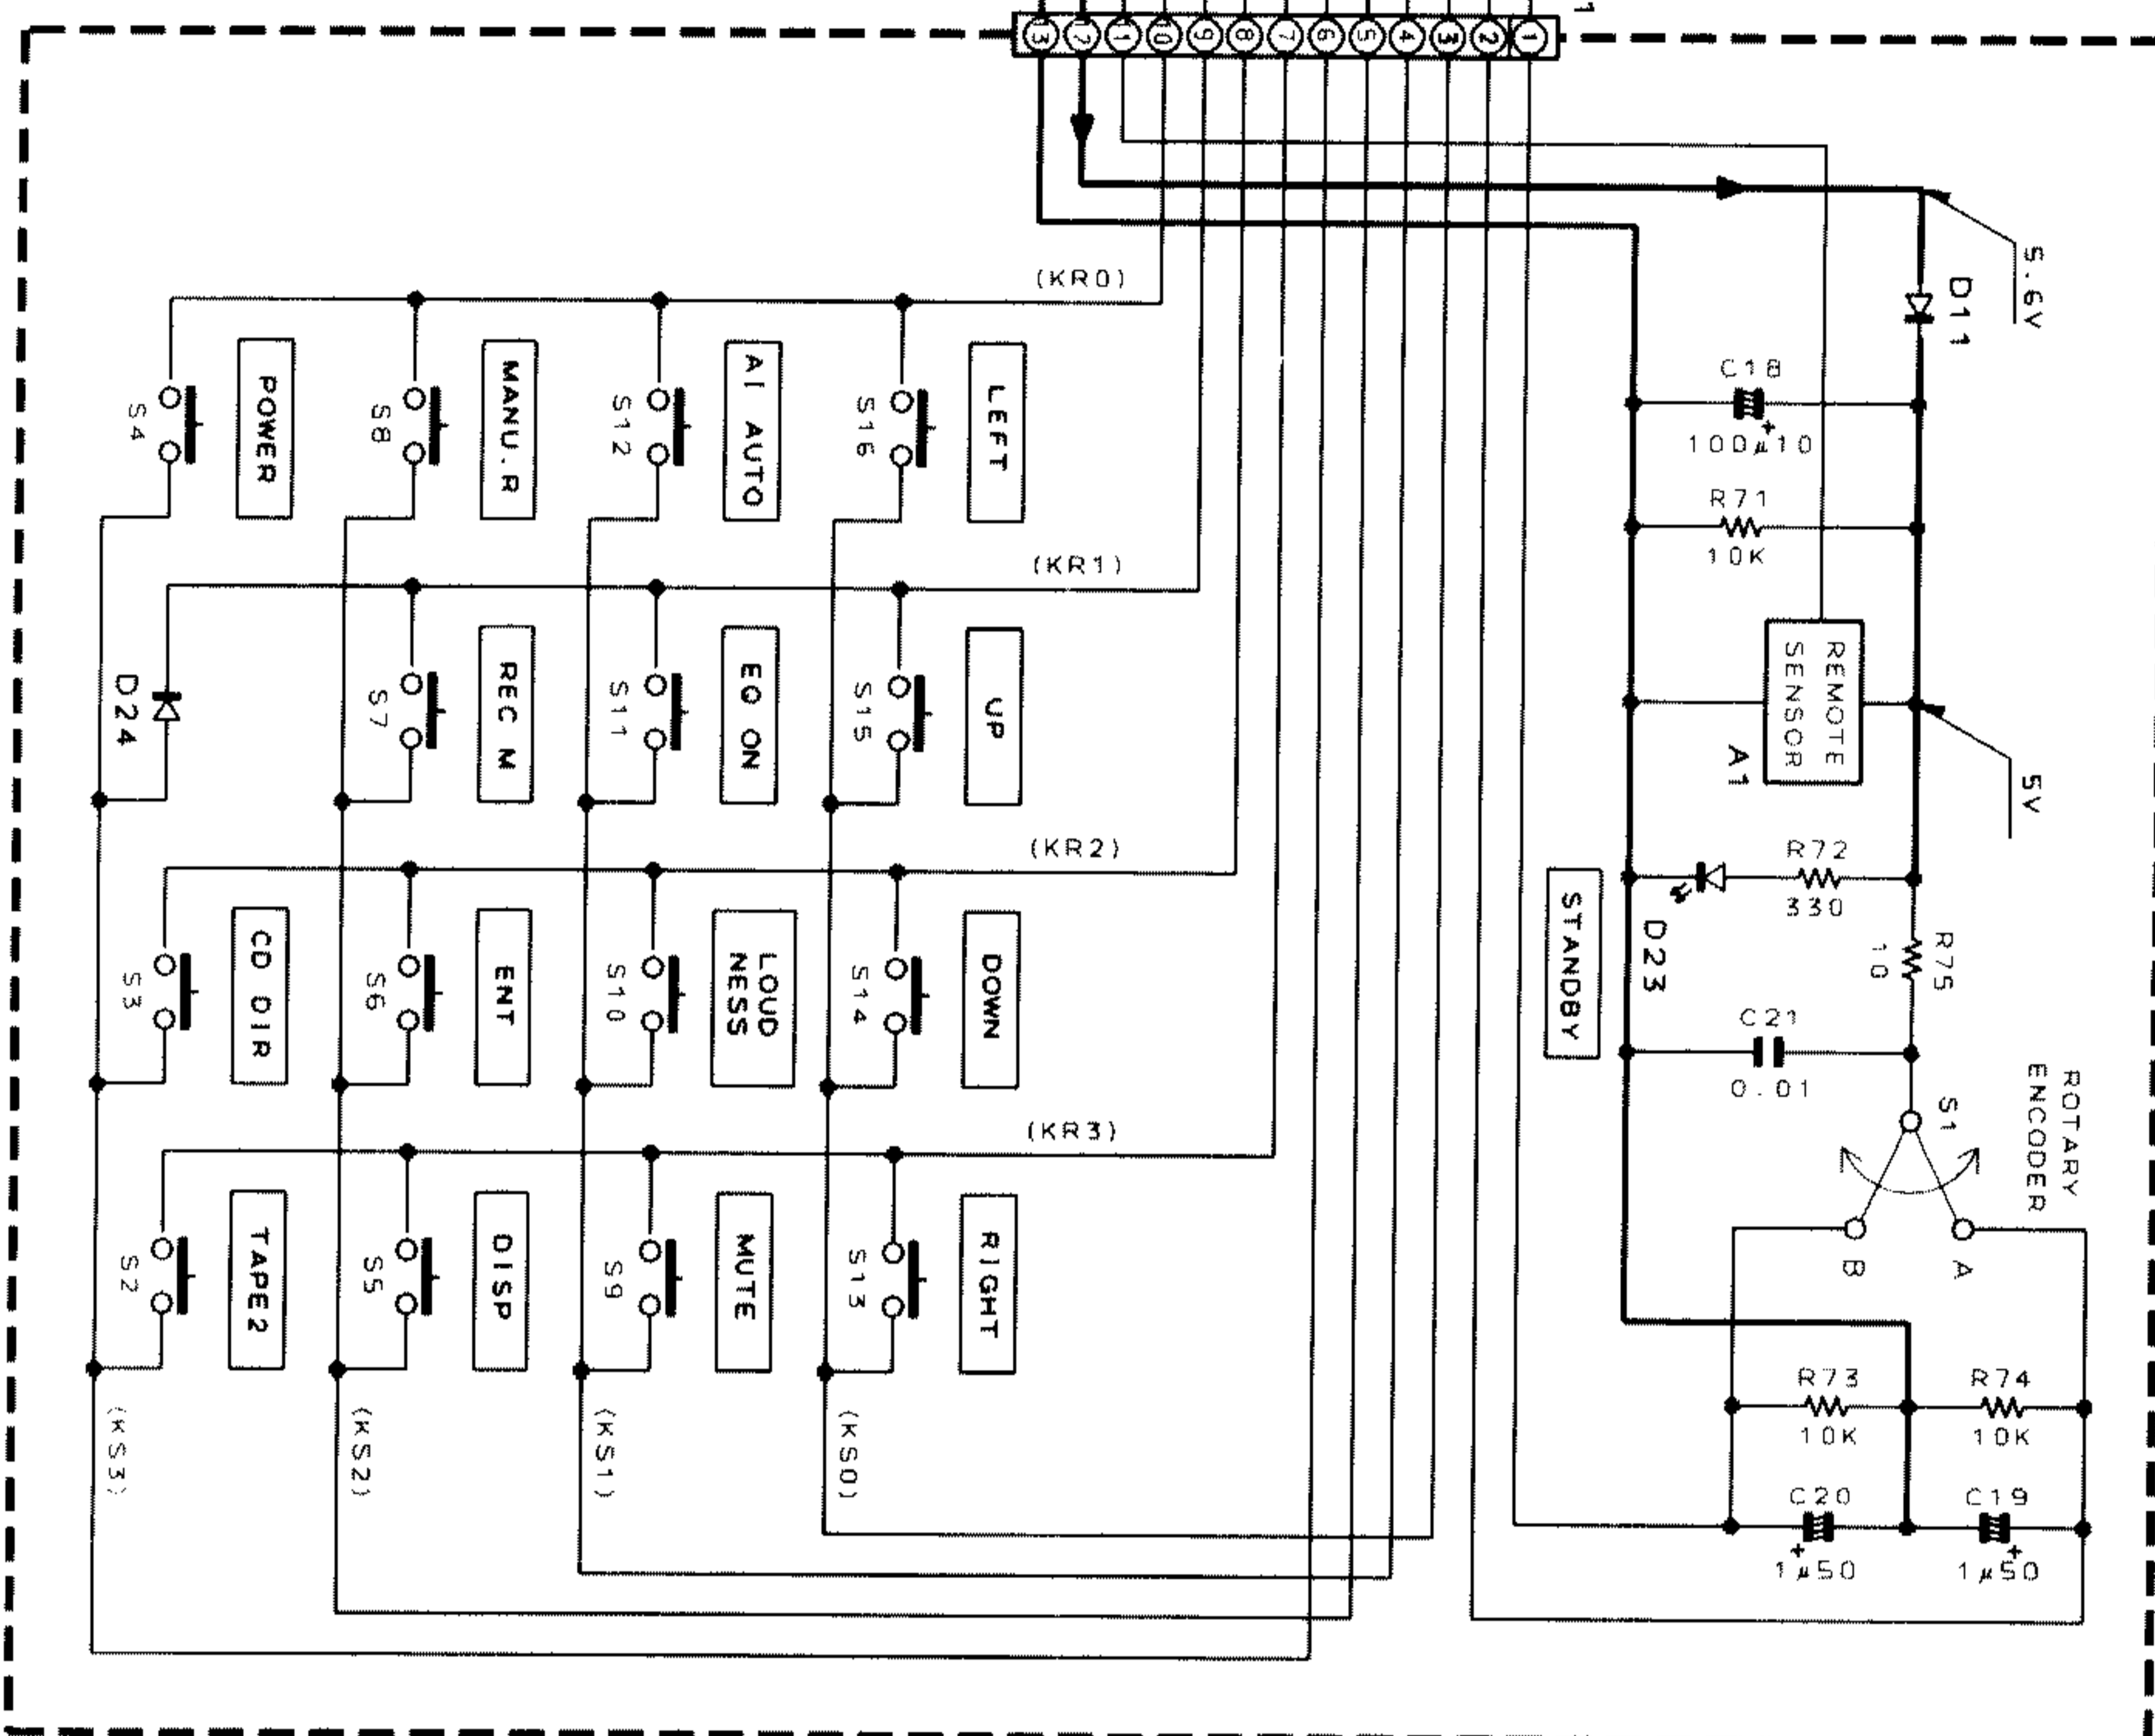 1
13 12 11 10 9 8 7 6 5 4 3 2 1
5.6V
D11
C18
100µ10
R71
10K
REMOTE
SENSOR
A1
5V
R72
330
D23
STANDBY
R75
10
C21
0.01
S1
ROTARY
ENCODER
B
A
R73
10K
R74
10K
C20
1µ50
C19
1µ50
(KR0)
POWER
S4
MANU.R
S8
AI AUTO
S12
LEFT
S16
(KR1)
D24
REC M
S7
EQ ON
S11
UP
S15
(KR2)
CD DIR
S3
ENT
S6
LOUD
NESS
S10
DOWN
S14
(KR3)
TAPE2
S2
DISP
S5
MUTE
S9
RIGHT
S13
(KS3)
(KS2)
(KS1)
(KS0)